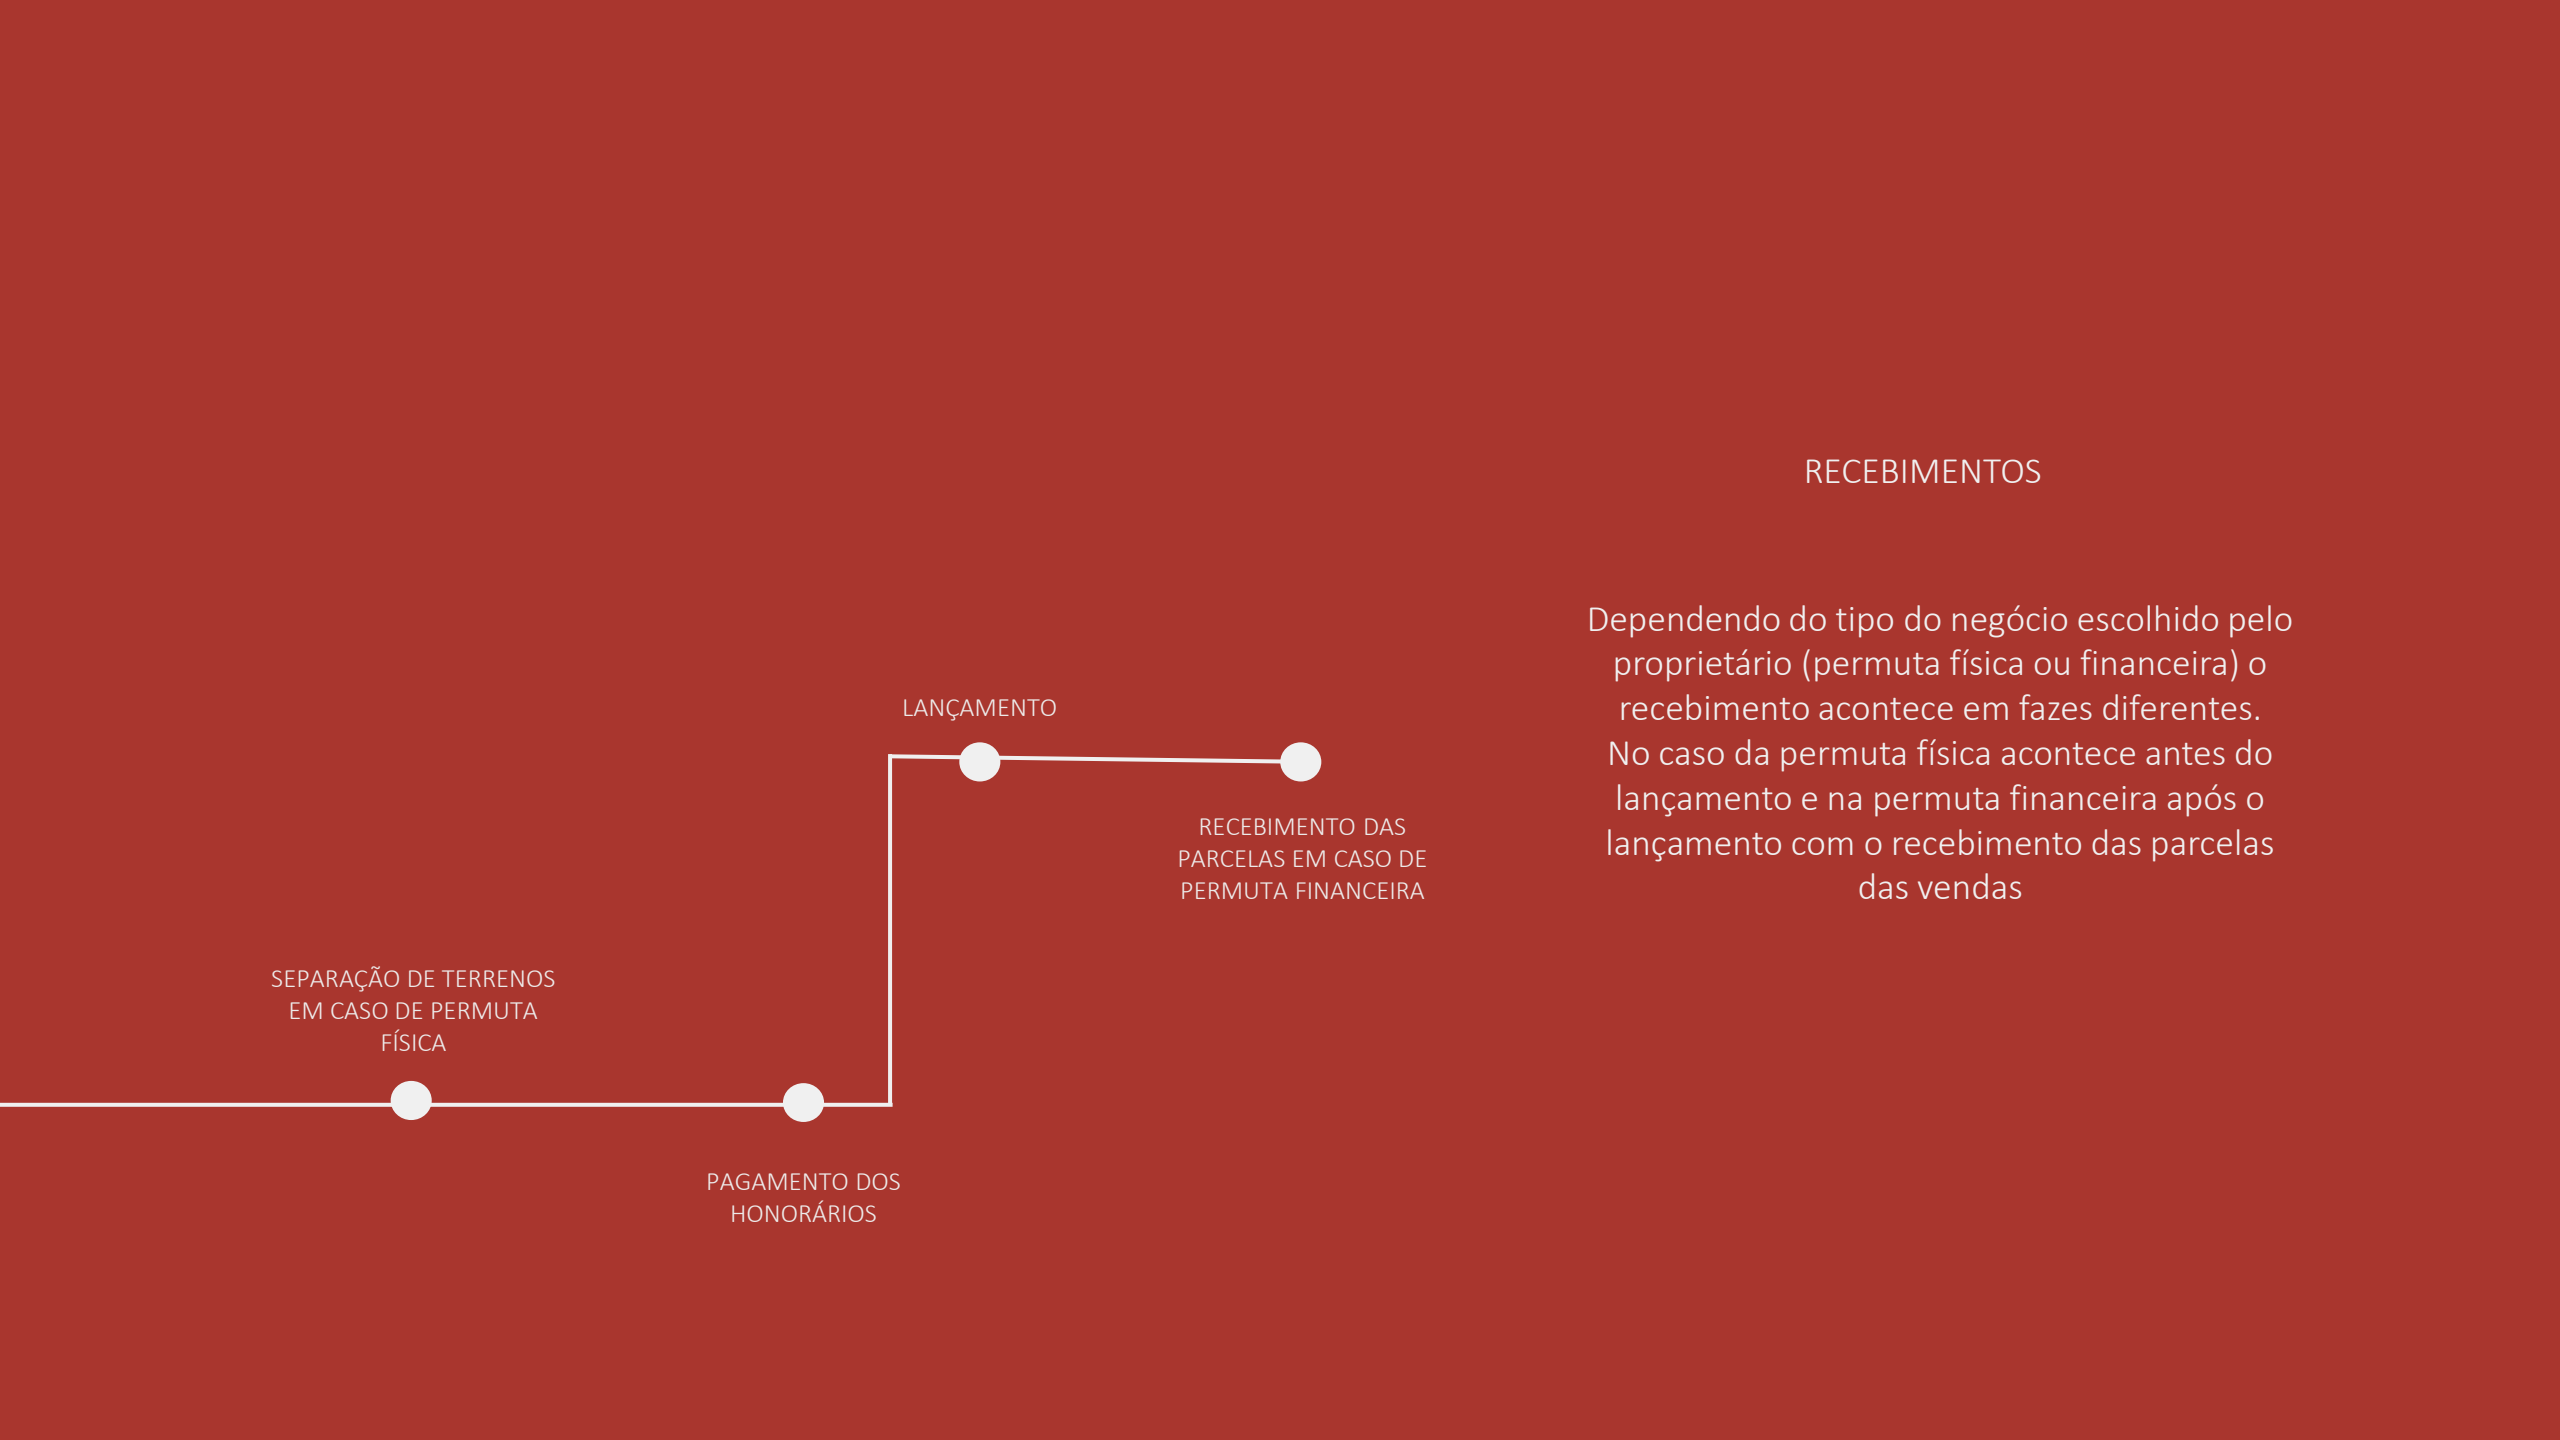 RECEBIMENTOS
Dependendo do tipo do negócio escolhido pelo
proprietário (permuta física ou financeira) o
recebimento acontece em fazes diferentes.
No caso da permuta física acontece antes do
lançamento e na permuta financeira após o
lançamento com o recebimento das parcelas
das vendas
LANÇAMENTO
RECEBIMENTO DAS
PARCELAS EM CASO DE
PERMUTA FINANCEIRA
SEPARAÇÃO DE TERRENOS
EM CASO DE PERMUTA
FÍSICA
PAGAMENTO DOS
HONORÁRIOS